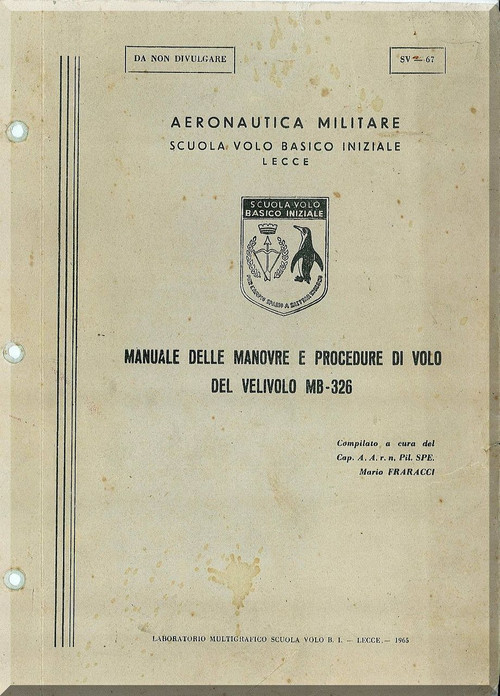 DA NON DIVULGARE
SV 2-67
AERONAUTICA MILITARE
SCUOLA VOLO BASICO INIZIALE
LECCE
SCUOLA VOLO
BASICO INIZIALE
MANUALE DELLE MANOVRE E PROCEDURE DI VOLO
DEL VELIVOLO MB-326
Compilato a cura del
Cap. A. A. r. n. Pil. SPE.
Mario FRARACCI
LABORATORIO MULTIGRAFICO SCUOLA VOLO B. I. — LECCE — 1965